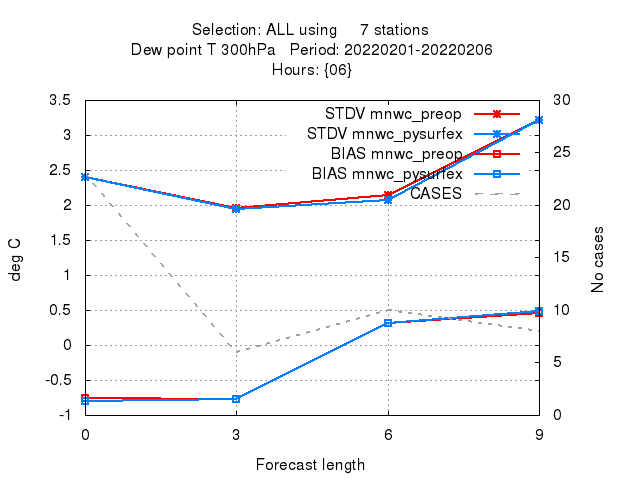 Selection: ALL using 7 stations
Dew point T 300hPa Period: 20220201-20220206
Hours: {06}
3.5
3
2.5
2
1.5
1
0.5
0
-0.5
-1
30
25
20
15
10
5
0
STDV mnwc_preop
STDV mnwc_pysurfex
BIAS mnwc_preop
BIAS mnwc_pysurfex
CASES
deg C
No cases
0 3 6 9
Forecast length